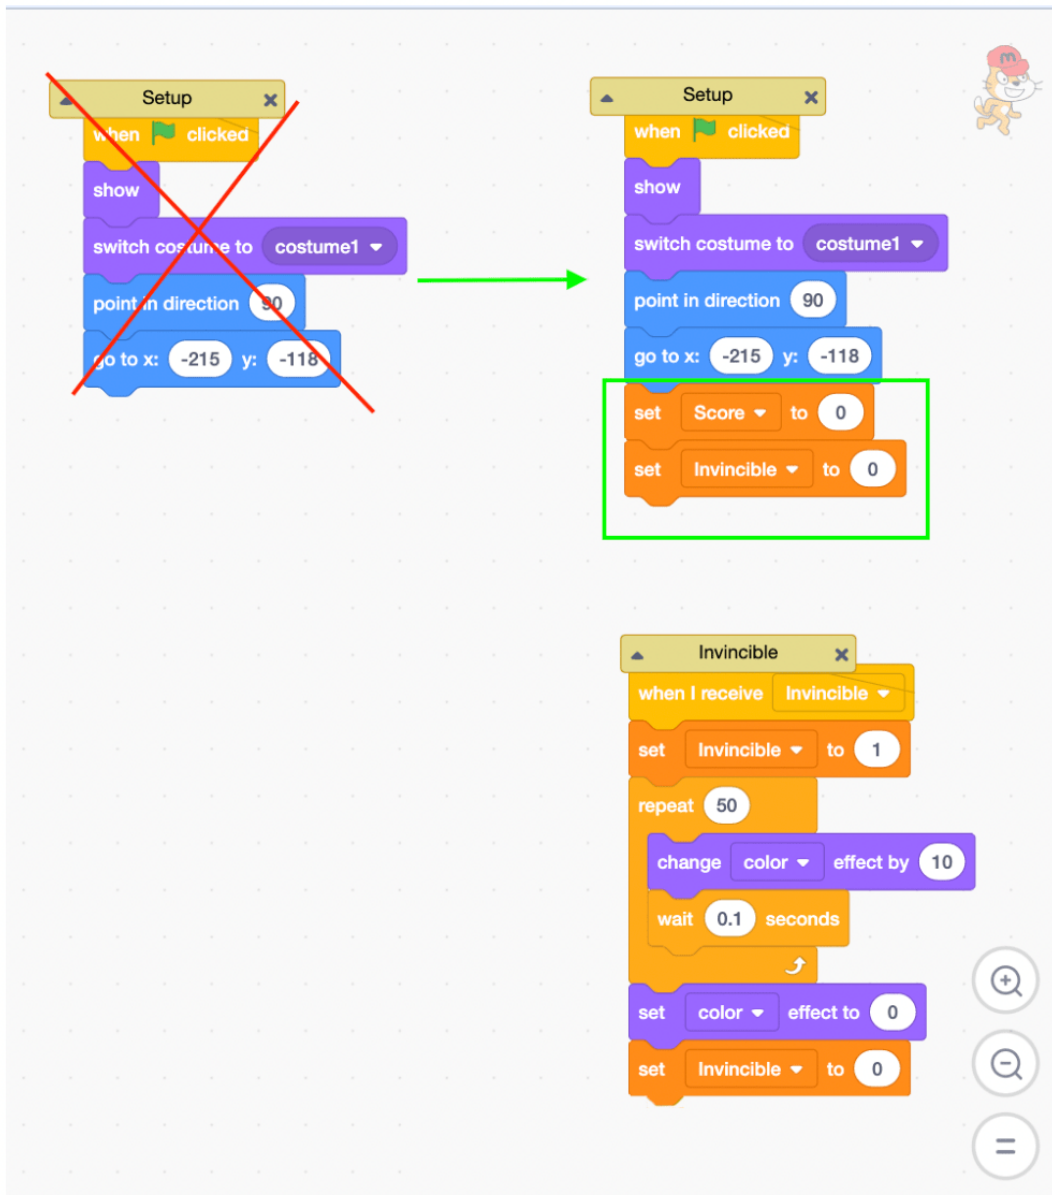 Setup
when clicked
show
switch costume to costume1
point in direction 90
go to x: -215 y: -118
Setup
when clicked
show
switch costume to costume1
point in direction 90
go to x: -215 y: -118
set Score to 0
set Invincible to 0
Invincible
when I receive Invincible
set Invincible to 1
repeat 50
change color effect by 10
wait 0.1 seconds
set color effect to 0
set Invincible to 0
m